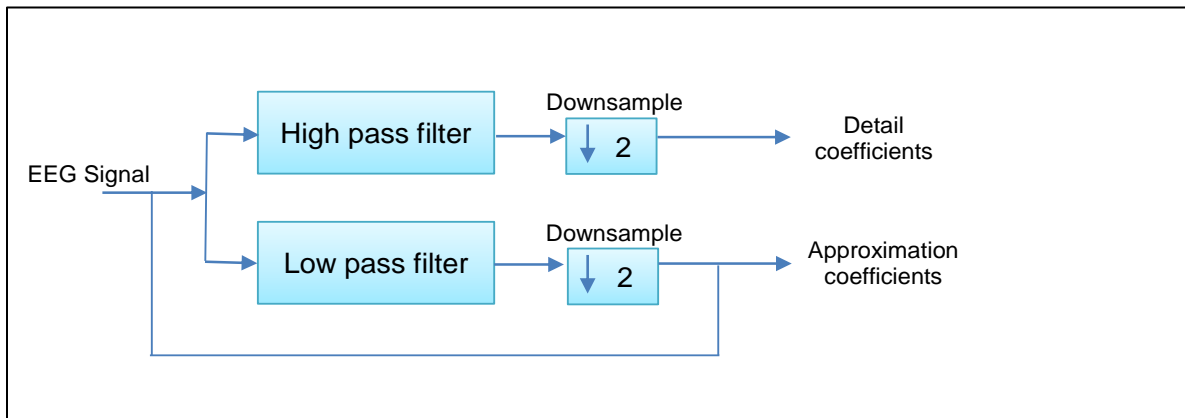 Downsample
High pass filter
↓ 2
Detail
coefficients
EEG Signal
Downsample
Low pass filter
↓ 2
Approximation
coefficients